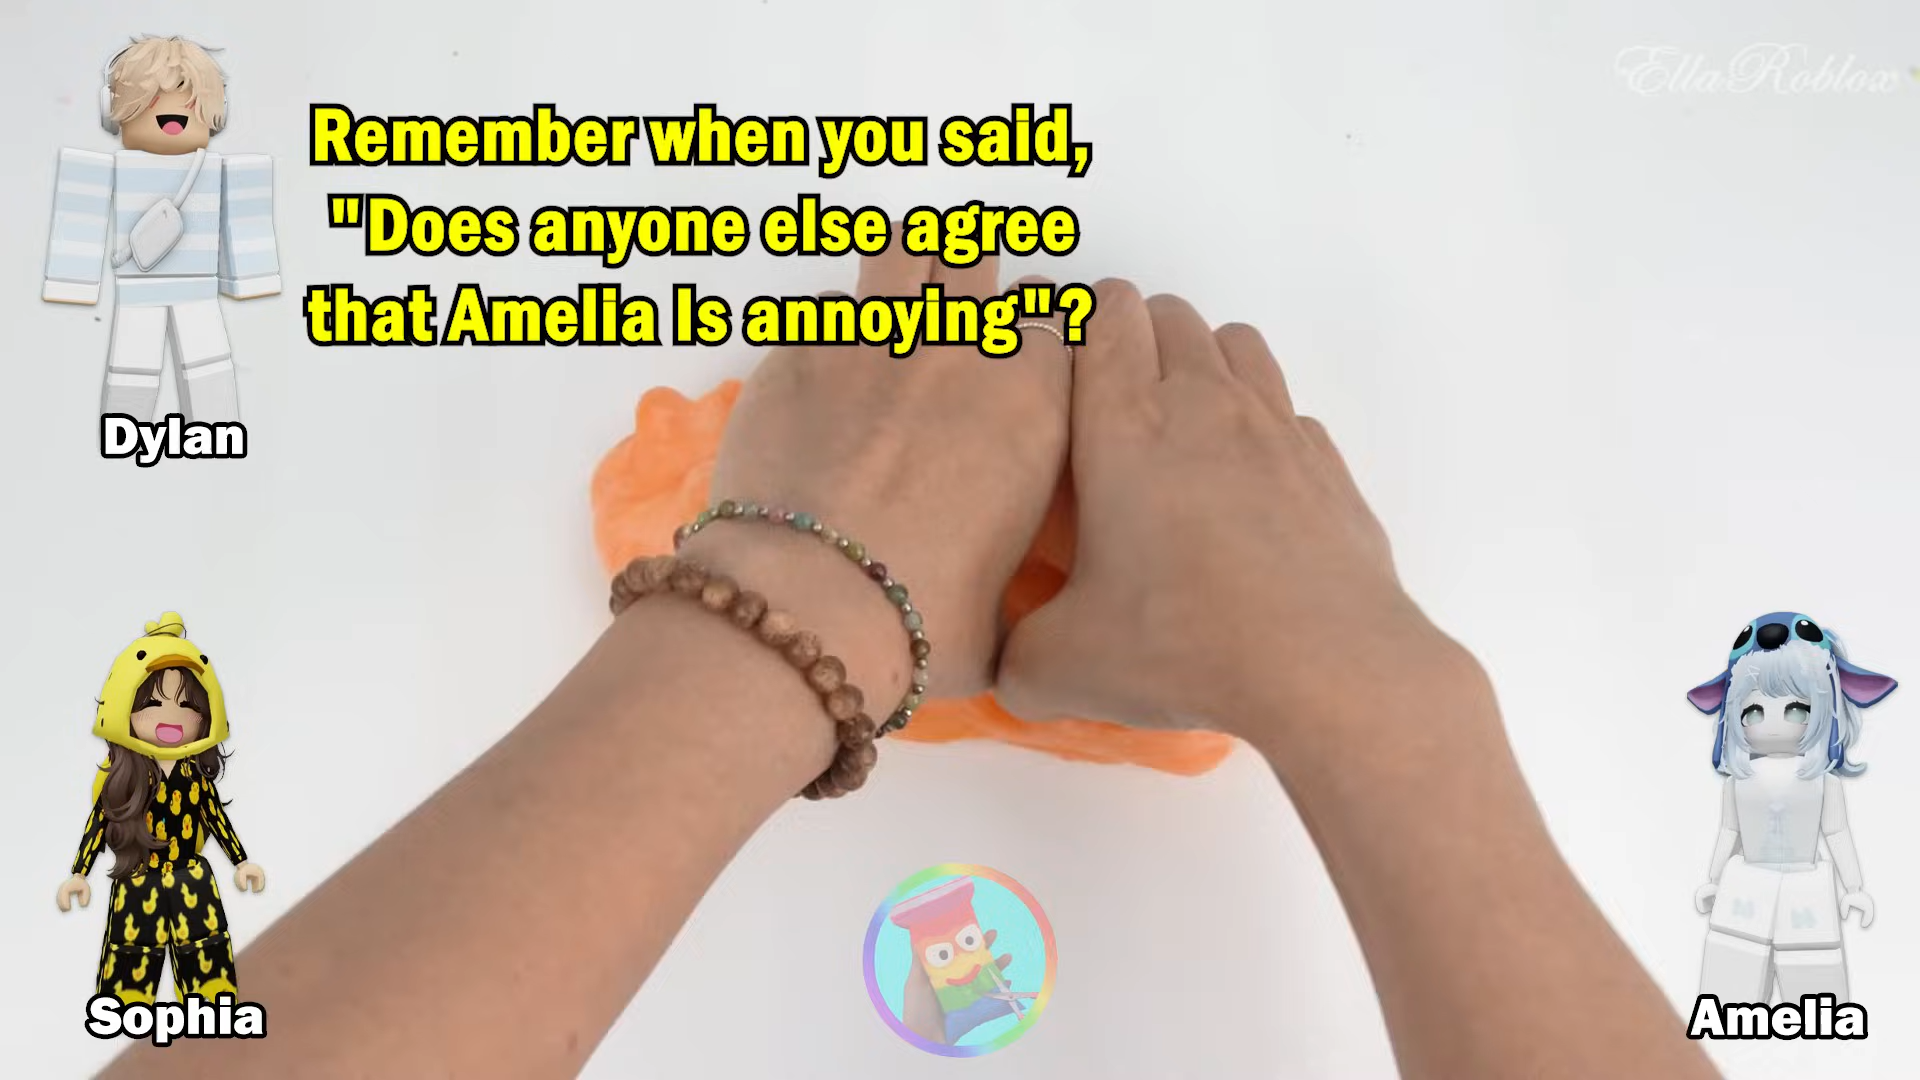 EllaRoblox
Remember when you said,
"Does anyone else agree
that Amelia Is annoying"?
Dylan
Sophia
Amelia